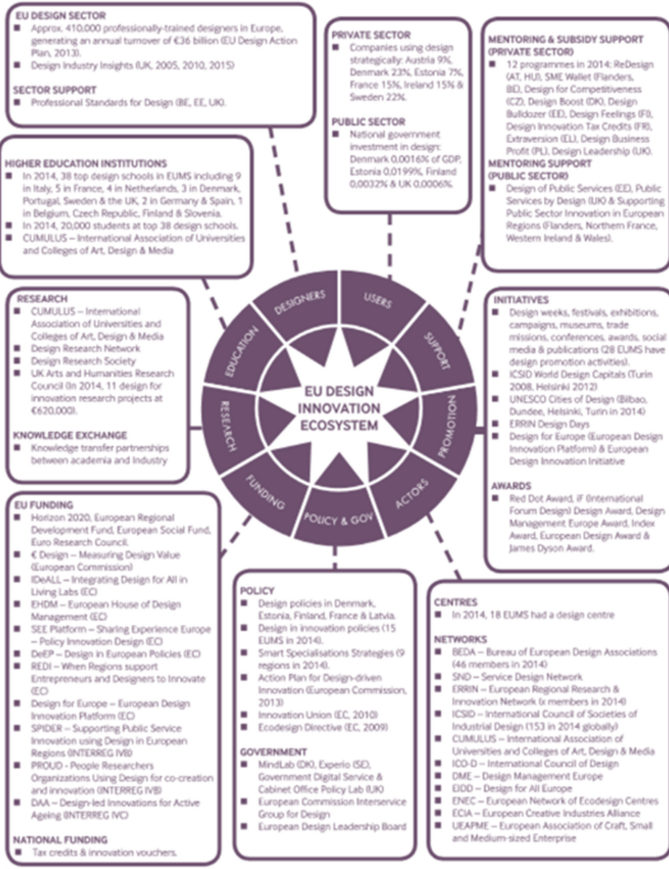 EU DESIGN SECTOR
■ Approx. 410,000 professionally-trained designers in Europe,
generating an annual turnover of €36 billion (EU Design Action
Plan, 2013).
■ Design Industry Insights (UK, 2005, 2010, 2015)
SECTOR SUPPORT
■ Professional Standards for Design (BE, EE, UK).
PRIVATE SECTOR
■ Companies using design
strategically: Austria 9%,
Denmark 23%, Estonia 7%,
France 15%, Ireland 15% &
Sweden 22%.
PUBLIC SECTOR
■ National government
investment in design:
Denmark 0,0016% of GDP,
Estonia 0,0199%, Finland
0,0032% & UK 0,0006%.
MENTORING & SUBSIDY SUPPORT
(PRIVATE SECTOR)
■ 12 programmes in 2014: ReDesign
(AT, HU), SME Wallet (Flanders,
BE), Design for Competitiveness
(CZ), Design Boost (DK), Design
Bulldozer (EE), Design Feelings (FI),
Design Innovation Tax Credits (FR),
Extraversion (EL), Design Business
Profit (PL), Design Leadership (UK).
MENTORING SUPPORT
(PUBLIC SECTOR)
■ Design of Public Services (EE), Public
Services by Design (UK) & Supporting
Public Sector Innovation in European
Regions (Flanders, Northern France,
Western Ireland & Wales).
HIGHER EDUCATION INSTITUTIONS
■ In 2014, 38 top design schools in EUMS including 9
in Italy, 5 in France, 4 in Netherlands, 3 in Denmark,
Portugal, Sweden & the UK, 2 in Germany & Spain, 1
in Belgium, Czech Republic, Finland & Slovenia.
■ In 2014, 20,000 students at top 38 design schools.
■ CUMULUS – International Association of Universities
and Colleges of Art, Design & Media
RESEARCH
■ CUMULUS – International
Association of Universities and
Colleges of Art, Design & Media
■ Design Research Network
■ Design Research Society
■ UK Arts and Humanities Research
Council (In 2014, 11 design for
innovation research projects at
€620,000).
KNOWLEDGE EXCHANGE
■ Knowledge transfer partnerships
between academia and Industry
DESIGNERS
USERS
SUPPORT
PROMOTION
ACTORS
POLICY & GOV
FUNDING
RESEARCH
EDUCATION
EU DESIGN
INNOVATION
ECOSYSTEM
INITIATIVES
■ Design weeks, festivals, exhibitions,
campaigns, museums, trade
missions, conferences, awards, social
media & publications (28 EUMS have
design promotion activities).
■ ICSID World Design Capitals (Turin
2008, Helsinki 2012)
■ UNESCO Cities of Design (Bilbao,
Dundee, Helsinki, Turin in 2014)
■ ERRIN Design Days
■ Design for Europe (European Design
Innovation Platform) & European
Design Innovation Initiative
AWARDS
■ Red Dot Award, iF (International
Forum Design) Design Award, Design
Management Europe Award, Index
Award, European Design Award &
James Dyson Award.
EU FUNDING
■ Horizon 2020, European Regional
Development Fund, European Social Fund,
Euro Research Council.
■ € Design – Measuring Design Value
(European Commission)
■ IDeALL – Integrating Design for All in
Living Labs (EC)
■ EHDM – European House of Design
Management (EC)
■ SEE Platform – Sharing Experience Europe
– Policy Innovation Design (EC)
■ DeEP – Design in European Policies (EC)
■ REDI – When Regions support
Entrepreneurs and Designers to Innovate
(EC)
■ Design for Europe – European Design
Innovation Platform (EC)
■ SPIDER – Supporting Public Service
Innovation using Design in European
Regions (INTERREG IVB)
■ PROUD - People Researchers
Organizations Using Design for co-creation
and innovation (INTERREG IVB)
■ DAA – Design-led Innovations for Active
Ageing (INTERREG IVC)
NATIONAL FUNDING
■ Tax credits & innovation vouchers.
POLICY
■ Design policies in Denmark,
Estonia, Finland, France & Latvia.
■ Design in innovation policies (15
EUMS in 2014).
■ Smart Specialisations Strategies (9
regions in 2014).
■ Action Plan for Design-driven
Innovation (European Commission,
2013)
■ Innovation Union (EC, 2010)
■ Ecodesign Directive (EC, 2009)
GOVERNMENT
■ MindLab (DK), Experio (SE),
Government Digital Service &
Cabinet Office Policy Lab (UK)
■ European Commission Interservice
Group for Design
■ European Design Leadership Board
CENTRES
■ In 2014, 18 EUMS had a design centre
NETWORKS
■ BEDA – Bureau of European Design Associations
(46 members in 2014)
■ SND – Service Design Network
■ ERRIN – European Regional Research &
Innovation Network (x members in 2014)
■ ICSID – International Council of Societies of
Industrial Design (153 in 2014 globally)
■ CUMULUS – International Association of
Universities and Colleges of Art, Design & Media
■ ICO-D – International Council of Design
■ DME – Design Management Europe
■ EIDD – Design for All Europe
■ ENEC – European Network of Ecodesign Centres
■ ECIA – European Creative Industries Alliance
■ UEAPME – European Association of Craft, Small
and Medium-sized Enterprise